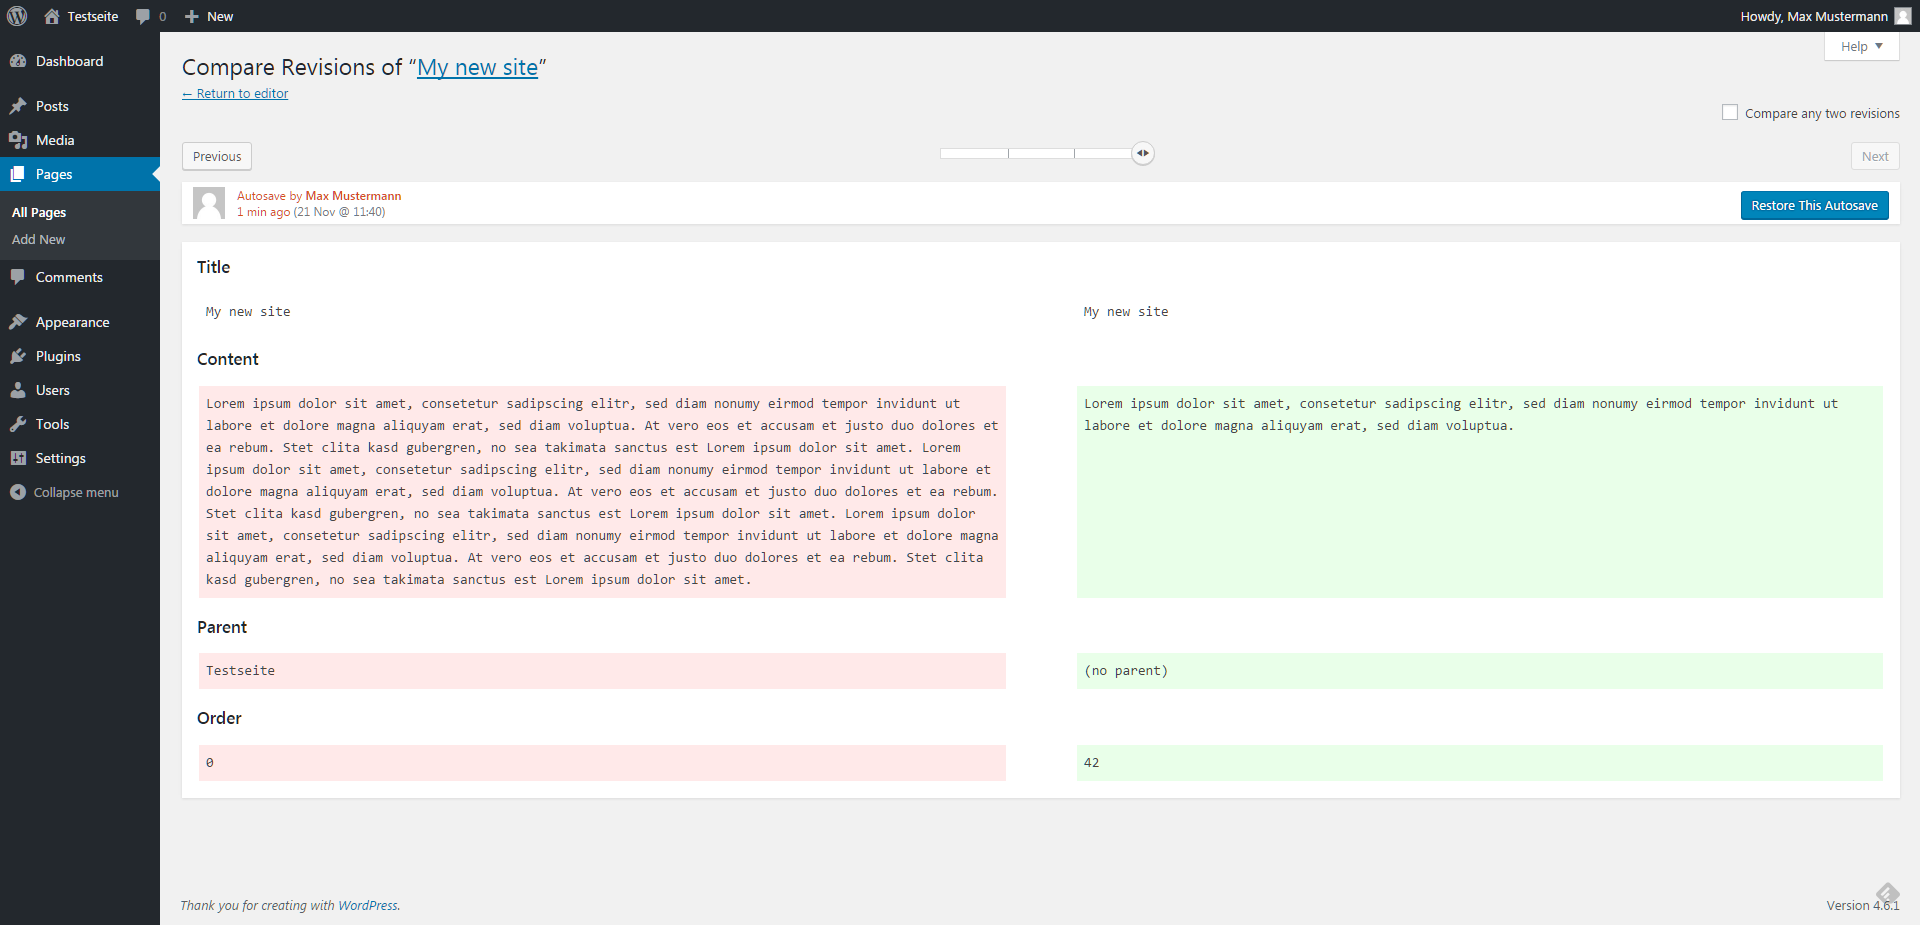 Testseite 0 New Howdy, Max Mustermann
Help
Dashboard
Posts
Media
Pages
All Pages
Add New
Comments
Appearance
Plugins
Users
Tools
Settings
Collapse menu
Compare Revisions of “My new site”
← Return to editor
Compare any two revisions
Previous
Next
Autosave by Max Mustermann
1 min ago (21 Nov @ 11:40)
Restore This Autosave
Title
My new site
My new site
Content
Lorem ipsum dolor sit amet, consetetur sadipscing elitr, sed diam nonumy eirmod tempor invidunt ut
labore et dolore magna aliquyam erat, sed diam voluptua. At vero eos et accusam et justo duo dolores et
ea rebum. Stet clita kasd gubergren, no sea takimata sanctus est Lorem ipsum dolor sit amet. Lorem
ipsum dolor sit amet, consetetur sadipscing elitr, sed diam nonumy eirmod tempor invidunt ut labore et
dolore magna aliquyam erat, sed diam voluptua. At vero eos et accusam et justo duo dolores et ea rebum.
Stet clita kasd gubergren, no sea takimata sanctus est Lorem ipsum dolor sit amet. Lorem ipsum dolor
sit amet, consetetur sadipscing elitr, sed diam nonumy eirmod tempor invidunt ut labore et dolore magna
aliquyam erat, sed diam voluptua. At vero eos et accusam et justo duo dolores et ea rebum. Stet clita
kasd gubergren, no sea takimata sanctus est Lorem ipsum dolor sit amet.
Lorem ipsum dolor sit amet, consetetur sadipscing elitr, sed diam nonumy eirmod tempor invidunt ut
labore et dolore magna aliquyam erat, sed diam voluptua.
Parent
Testseite
(no parent)
Order
0
42
Thank you for creating with WordPress.
Version 4.6.1